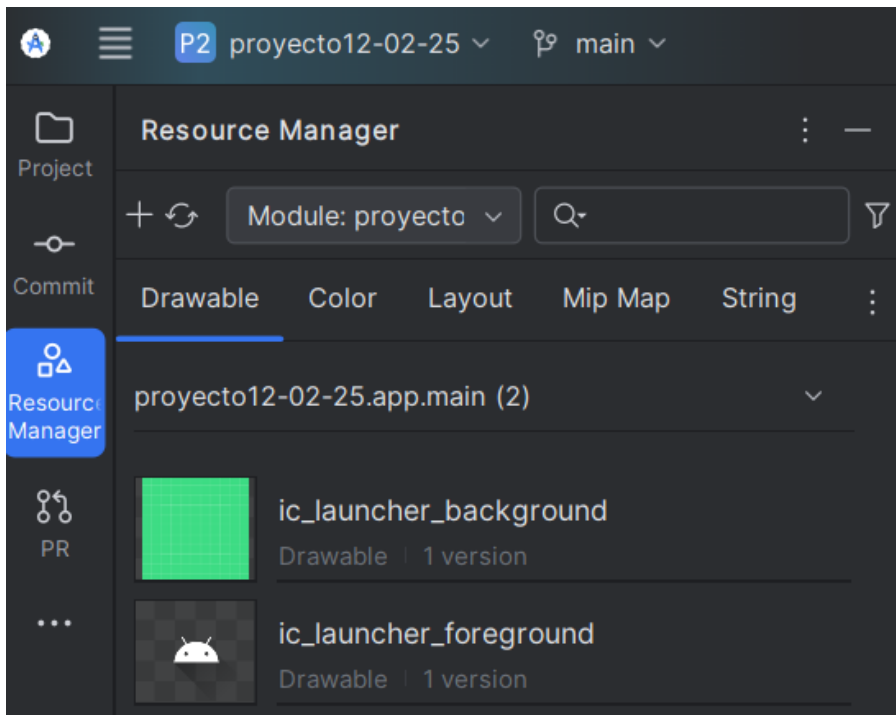 P2 proyecto12-02-25 main
Project
Resource Manager
Module: proyecto
Commit
Drawable Color Layout Mip Map String
Resource
Manager
proyecto12-02-25.app.main (2)
ic_launcher_background
Drawable | 1 version
PR
ic_launcher_foreground
Drawable | 1 version